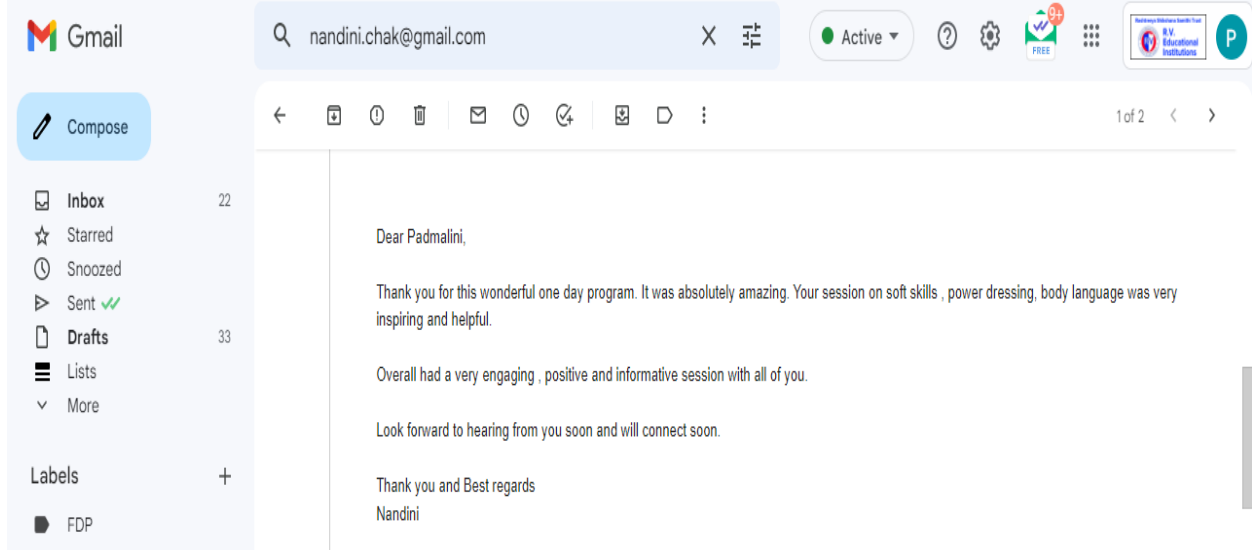 Gmail
nandini.chak@gmail.com
Active
9+
FREE
R.V.
Educational
Institutions
P
Compose
1 of 2
Inbox 22
Starred
Snoozed
Sent
Drafts 33
Lists
More
Labels
FDP
Dear Padmalini,
Thank you for this wonderful one day program. It was absolutely amazing. Your session on soft skills , power dressing, body language was very
inspiring and helpful.
Overall had a very engaging , positive and informative session with all of you.
Look forward to hearing from you soon and will connect soon.
Thank you and Best regards
Nandini